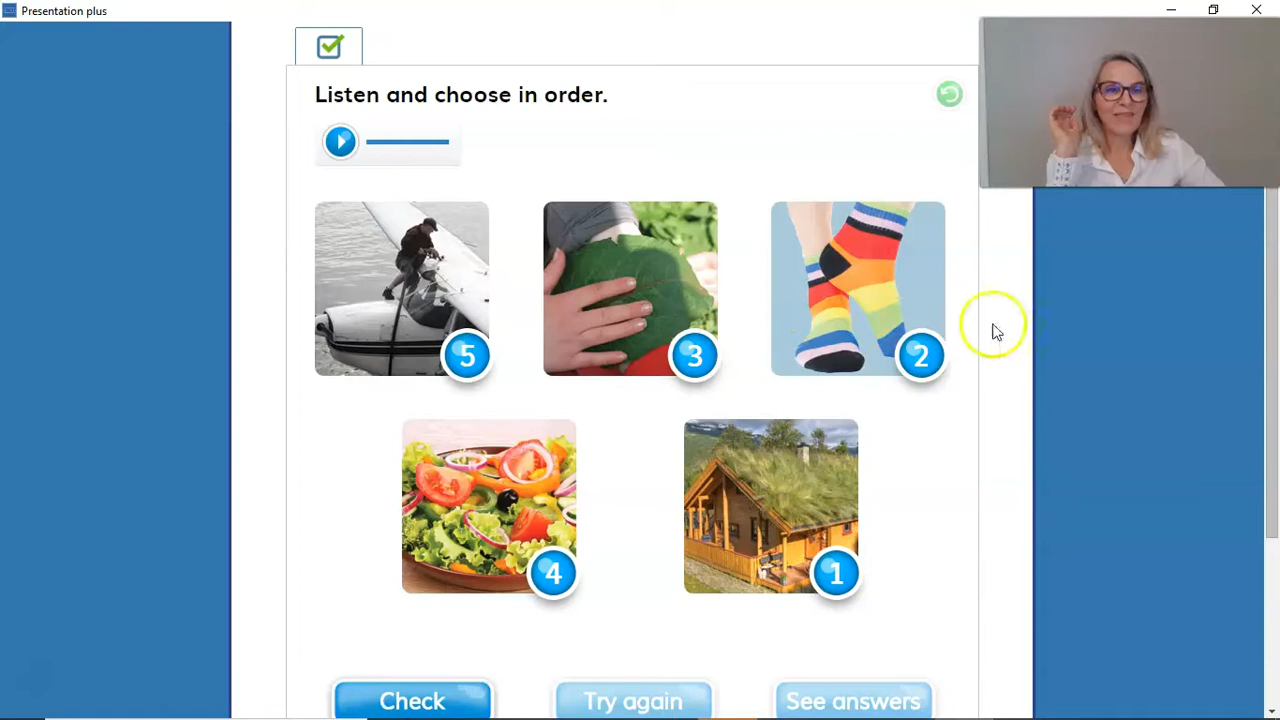 Presentation plus
Listen and choose in order.
5
3
2
4
1
Check
Try again
See answers